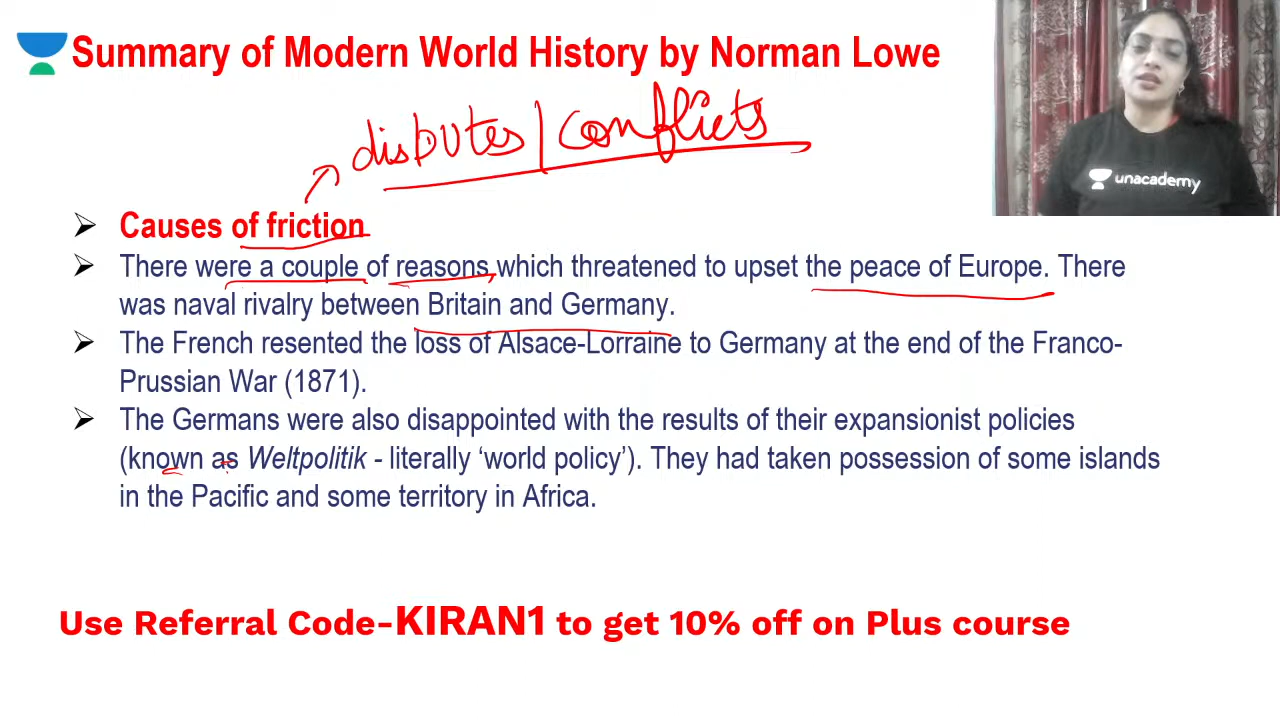 Summary of Modern World History by Norman Lowe
disputes / conflicts
unacademy
➢ Causes of friction
➢ There were a couple of reasons, which threatened to upset the peace of Europe. There
was naval rivalry between Britain and Germany.
➢ The French resented the loss of Alsace-Lorraine to Germany at the end of the Franco-
Prussian War (1871).
➢ The Germans were also disappointed with the results of their expansionist policies
(known as Weltpolitik - literally ‘world policy’). They had taken possession of some islands
in the Pacific and some territory in Africa.
Use Referral Code-KIRAN1 to get 10% off on Plus course